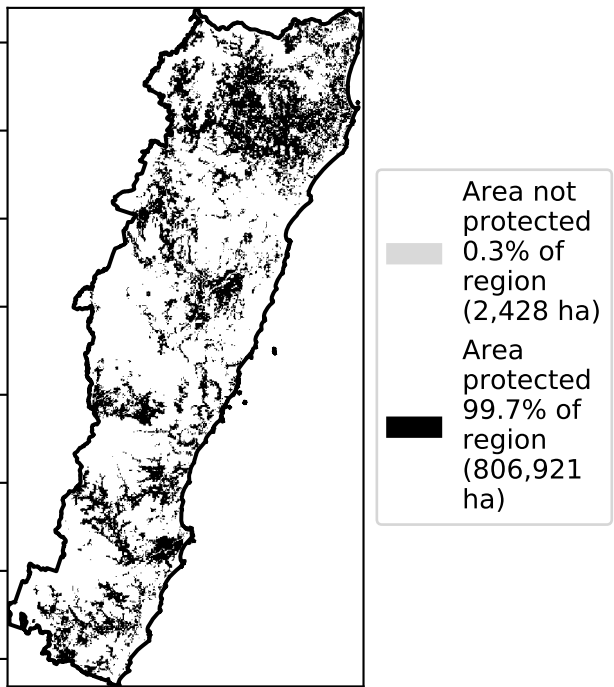 Area not
protected
0.3% of
region
(2,428 ha)
Area
protected
99.7% of
region
(806,921
ha)